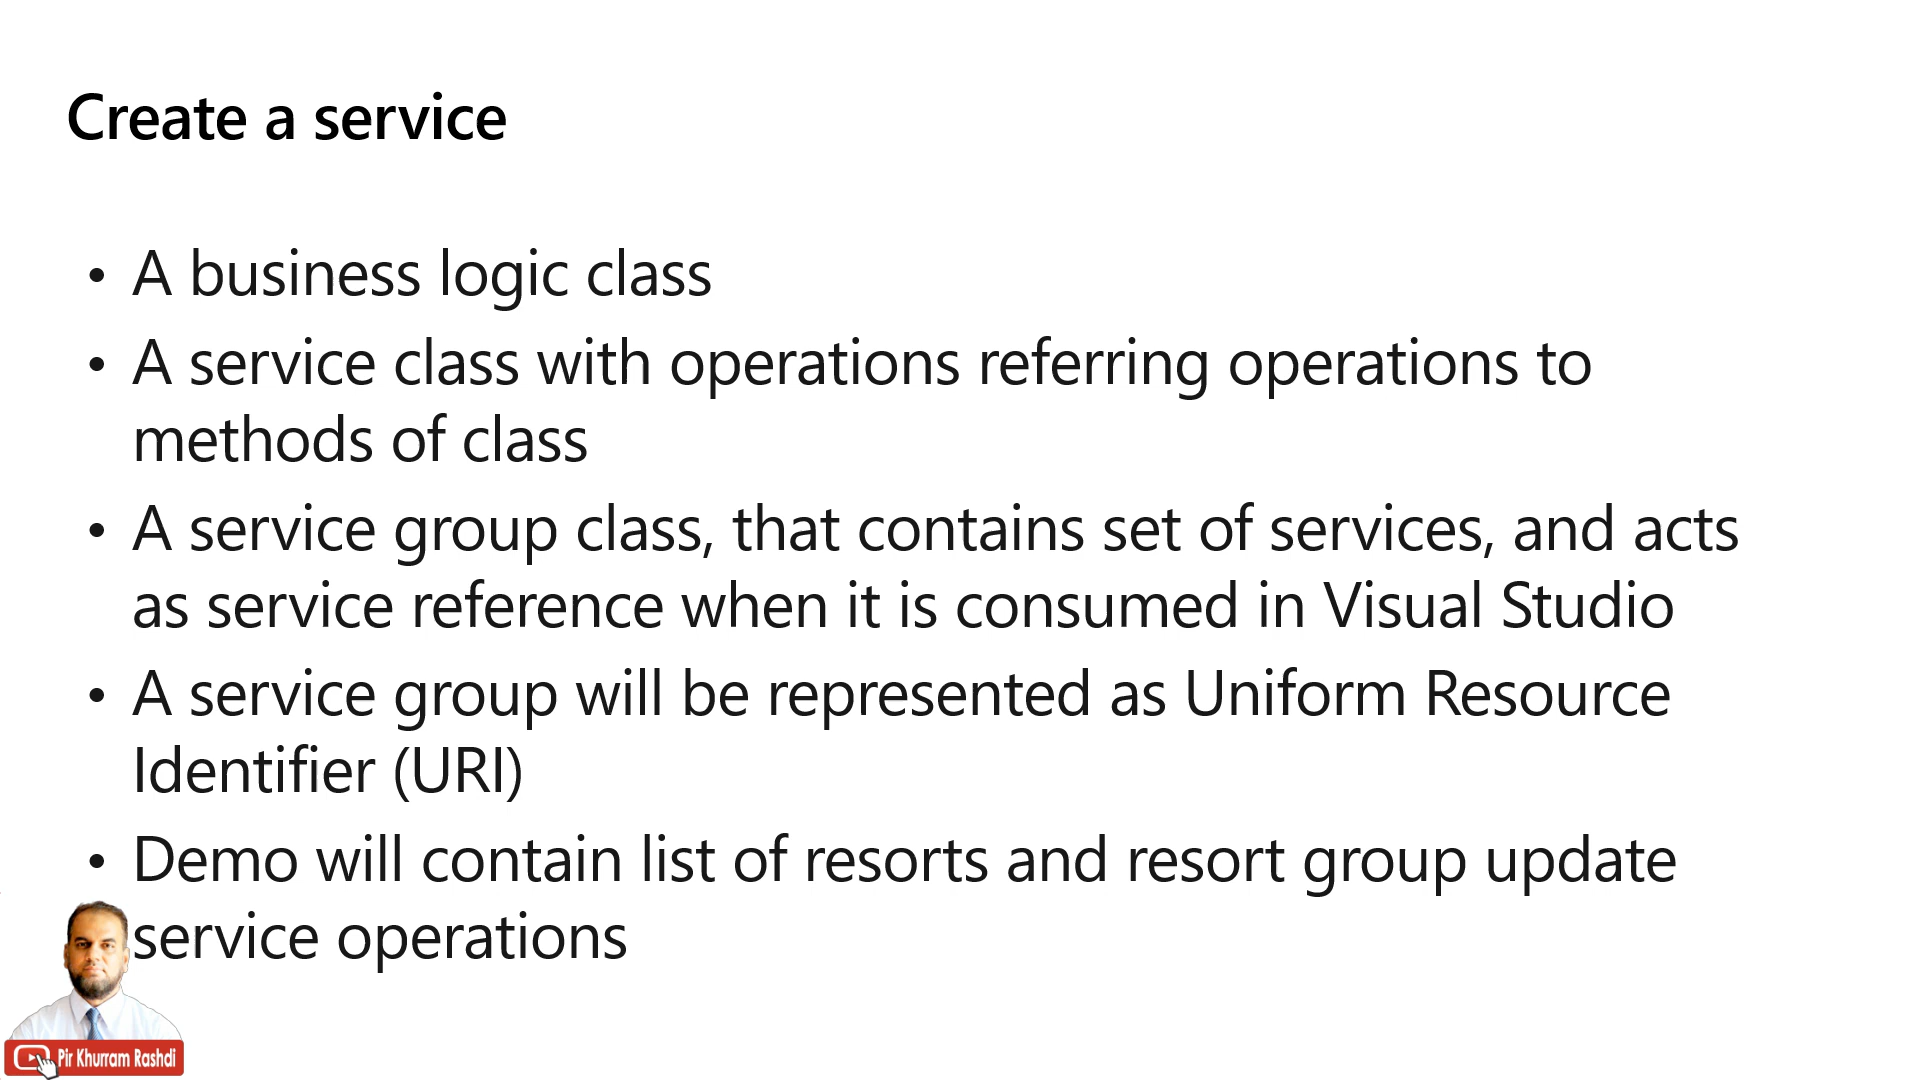 Create a service
• A business logic class
• A service class with operations referring operations to
methods of class
• A service group class, that contains set of services, and acts
as service reference when it is consumed in Visual Studio
• A service group will be represented as Uniform Resource
Identifier (URI)
• Demo will contain list of resorts and resort group update
service operations
Pir Khurram Rashdi